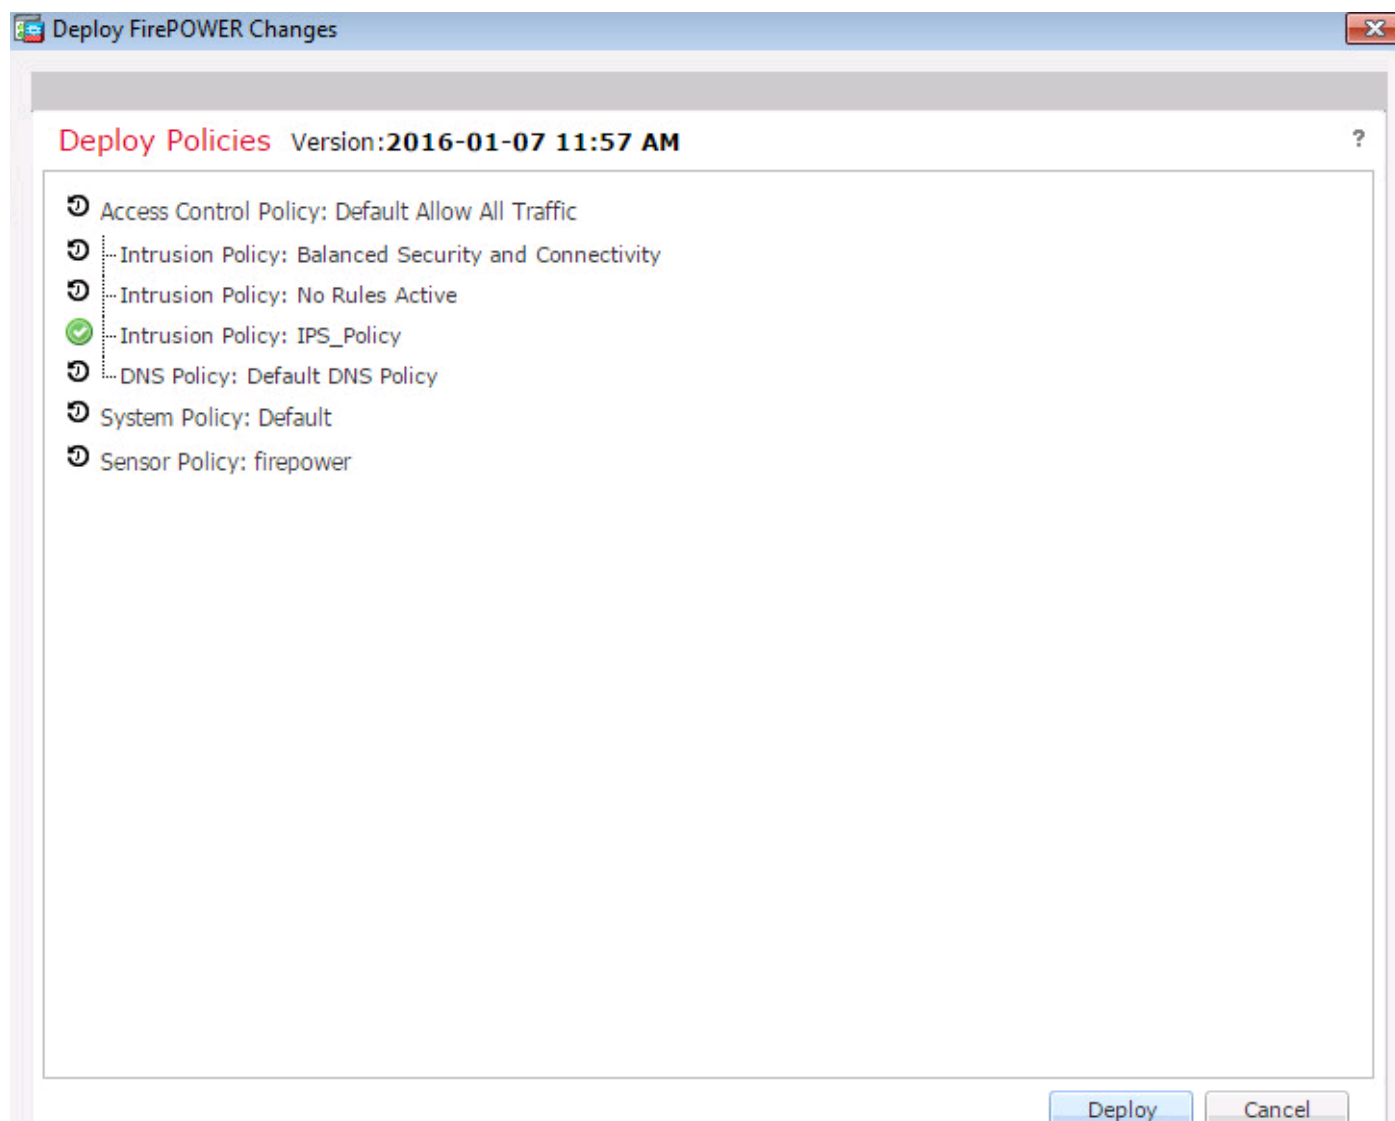 Deploy FirePOWER Changes
Deploy Policies Version:2016-01-07 11:57 AM ?
Access Control Policy: Default Allow All Traffic
Intrusion Policy: Balanced Security and Connectivity
Intrusion Policy: No Rules Active
Intrusion Policy: IPS_Policy
DNS Policy: Default DNS Policy
System Policy: Default
Sensor Policy: firepower
Deploy Cancel